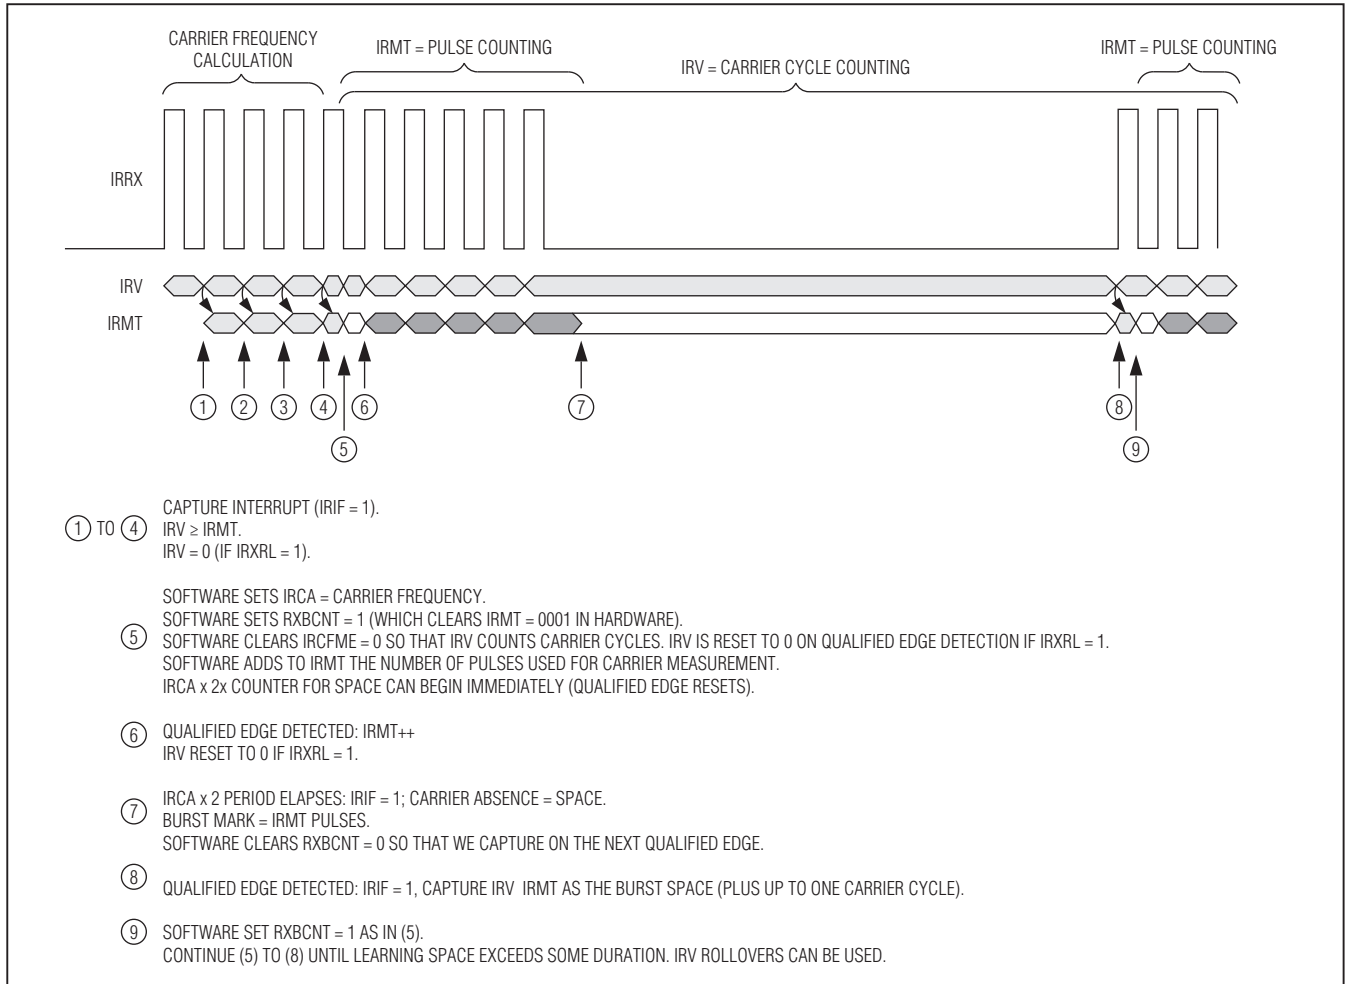 CARRIER FREQUENCY
CALCULATION
IRMT = PULSE COUNTING
IRV = CARRIER CYCLE COUNTING
IRMT = PULSE COUNTING
IRRX
IRV
IRMT
1 2 3 4 6 7 8
5 9
1 TO 4
CAPTURE INTERRUPT (IRIF = 1).
IRV ≥ IRMT.
IRV = 0 (IF IRXRL = 1).
5
SOFTWARE SETS IRCA = CARRIER FREQUENCY.
SOFTWARE SETS RXBCNT = 1 (WHICH CLEARS IRMT = 0001 IN HARDWARE).
SOFTWARE CLEARS IRCFME = 0 SO THAT IRV COUNTS CARRIER CYCLES. IRV IS RESET TO 0 ON QUALIFIED EDGE DETECTION IF IRXRL = 1.
SOFTWARE ADDS TO IRMT THE NUMBER OF PULSES USED FOR CARRIER MEASUREMENT.
IRCA x 2x COUNTER FOR SPACE CAN BEGIN IMMEDIATELY (QUALIFIED EDGE RESETS).
6
QUALIFIED EDGE DETECTED: IRMT++
IRV RESET TO 0 IF IRXRL = 1.
7
IRCA x 2 PERIOD ELAPSES: IRIF = 1; CARRIER ABSENCE = SPACE.
BURST MARK = IRMT PULSES.
SOFTWARE CLEARS RXBCNT = 0 SO THAT WE CAPTURE ON THE NEXT QUALIFIED EDGE.
8
QUALIFIED EDGE DETECTED: IRIF = 1, CAPTURE IRV IRMT AS THE BURST SPACE (PLUS UP TO ONE CARRIER CYCLE).
9
SOFTWARE SET RXBCNT = 1 AS IN (5).
CONTINUE (5) TO (8) UNTIL LEARNING SPACE EXCEEDS SOME DURATION. IRV ROLLOVERS CAN BE USED.